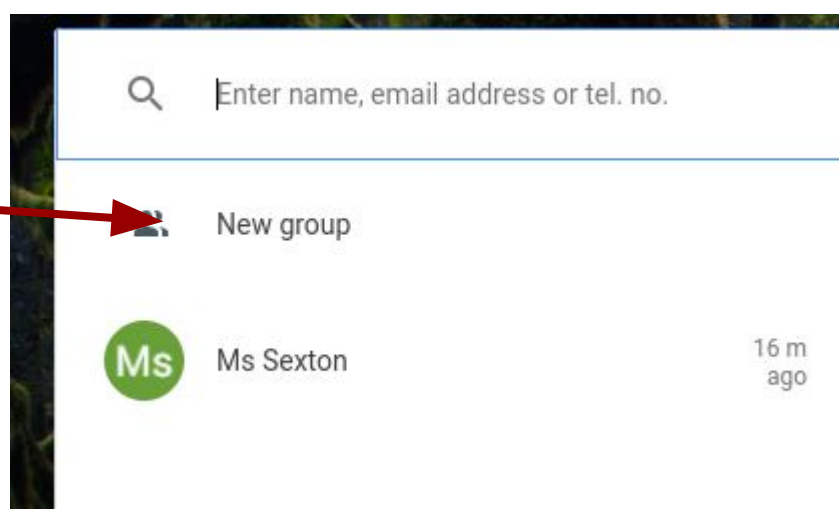 Enter name, email address or tel. no.
New group
Ms
Ms Sexton
16 m
ago